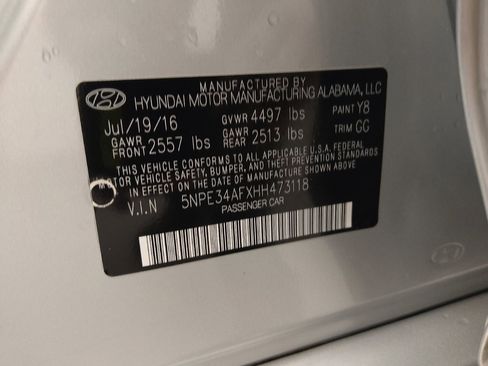 MANUFACTURED BY
HYUNDAI MOTOR MANUFACTURING ALABAMA, LLC
Jul/19/16 GVWR 4497 lbs PAINT Y8
GAWR FRONT 2557 lbs GAWR REAR 2513 lbs TRIM GG
THIS VEHICLE CONFORMS TO ALL APPLICABLE U.S.A. FEDERAL
MOTOR VEHICLE SAFETY, BUMPER, AND THEFT PREVENTION STANDARDS
IN EFFECT ON THE DATE OF MANUFACTURE SHOWN ABOVE.
V.I.N 5NPE34AFXHH473118
PASSENGER CAR